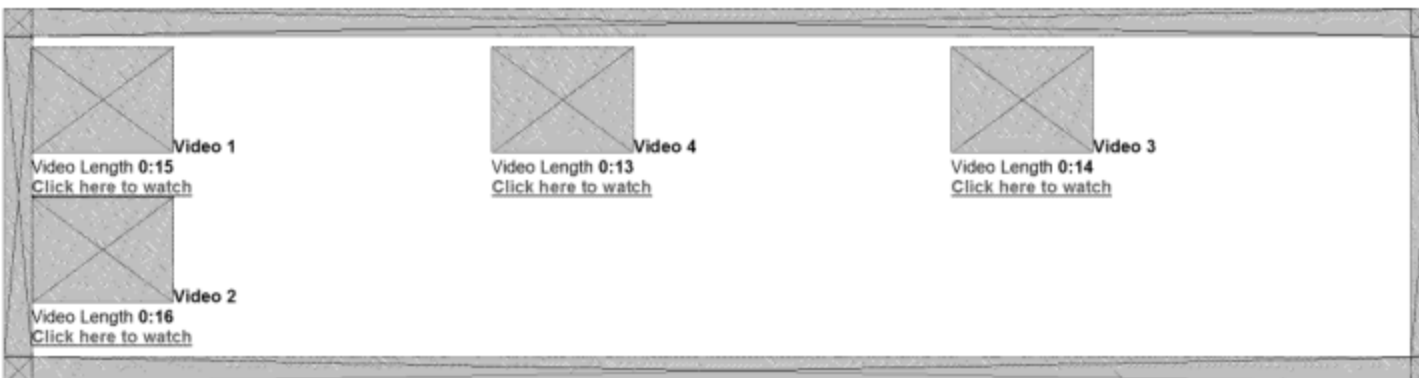 Video 1
Video Length 0:15
Click here to watch
Video 4
Video Length 0:13
Click here to watch
Video 3
Video Length 0:14
Click here to watch
Video 2
Video Length 0:16
Click here to watch